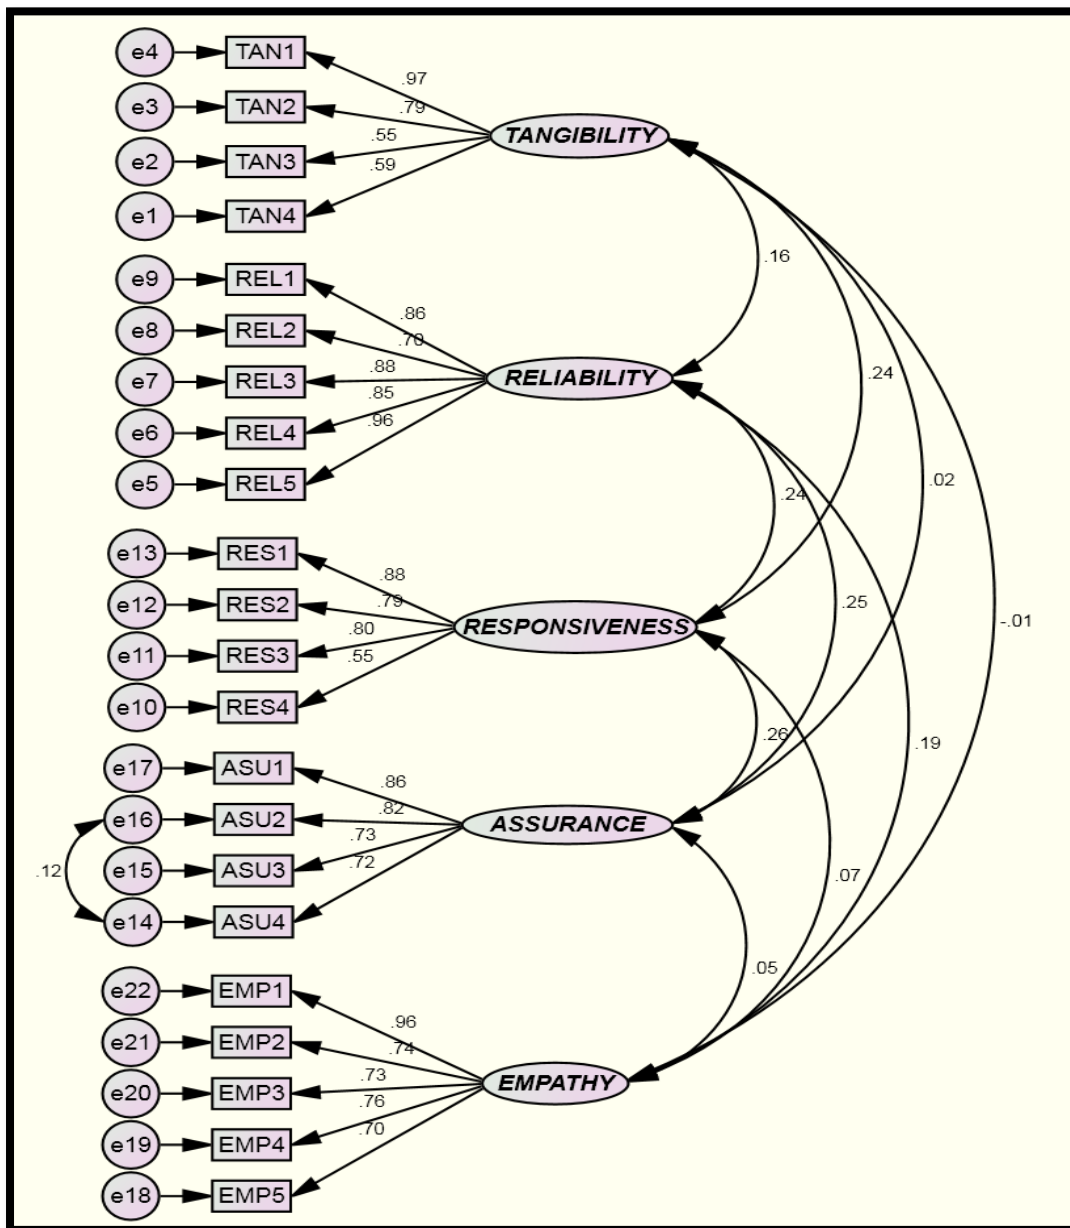 e4 TAN1
.97
e3 TAN2
.79
TANGIBILITY
e2 TAN3
.55
.59
e1 TAN4
.16
e9 REL1
.86
e8 REL2
.70
.88
e7 REL3
RELIABILITY
.24
.85
.96
e6 REL4
e5 REL5
.02
.24
e13 RES1
.88
e12 RES2
.79
.25
-.01
.80
RESPONSIVENESS
e11 RES3
.55
e10 RES4
.26
.19
e17 ASU1
.86
.82
e16 ASU2
ASSURANCE
.73
.72
.12
e15 ASU3
.07
e14 ASU4
.05
e22 EMP1
.96
e21 EMP2
.74
.73
EMPATHY
e20 EMP3
.76
.70
e19 EMP4
e18 EMP5